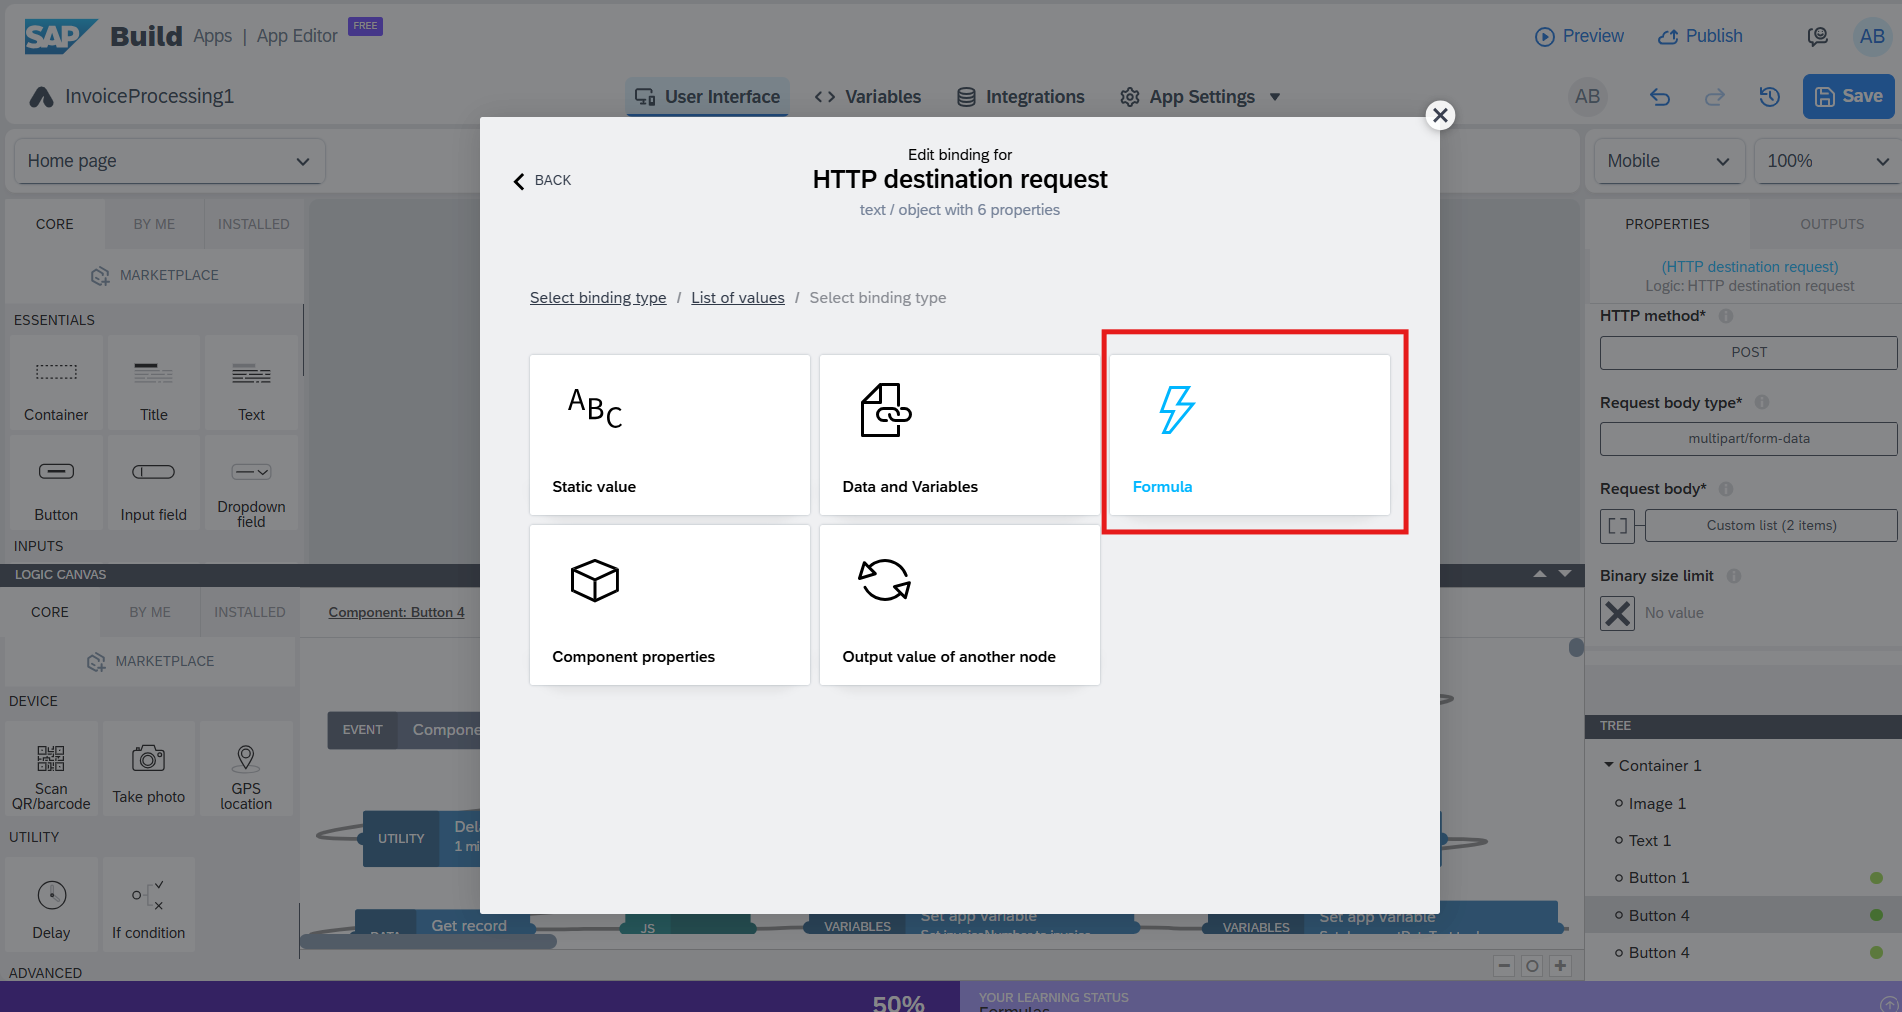 SAP Build Apps | App Editor FREE
Preview
Publish
AB
InvoiceProcessing1
User Interface
Variables
Integrations
App Settings
AB
Save
Home page
Mobile
100%
Edit binding for
BACK
HTTP destination request
text / object with 6 properties
Select binding type / List of values / Select binding type
ABC
Static value
Data and Variables
Formula
Component properties
Output value of another node
CORE
BY ME
INSTALLED
MARKETPLACE
ESSENTIALS
Container
Title
Text
Button
Input field
Dropdown
field
INPUTS
LOGIC CANVAS
CORE
BY ME
INSTALLED
MARKETPLACE
DEVICE
Scan
QR/barcode
Take photo
GPS
location
UTILITY
Delay
If condition
ADVANCED
Component: Button 4
EVENT
Compone
UTILITY
Del
1 mi
Get record
JS
VARIABLES
Set app variable
VARIABLES
Set app variable
PROPERTIES
OUTPUTS
(HTTP destination request)
Logic: HTTP destination request
HTTP method*
POST
Request body type*
multipart/form-data
Request body*
Custom list (2 items)
Binary size limit
No value
TREE
Container 1
Image 1
Text 1
Button 1
Button 4
Button 4
50%
YOUR LEARNING STATUS
Formulas